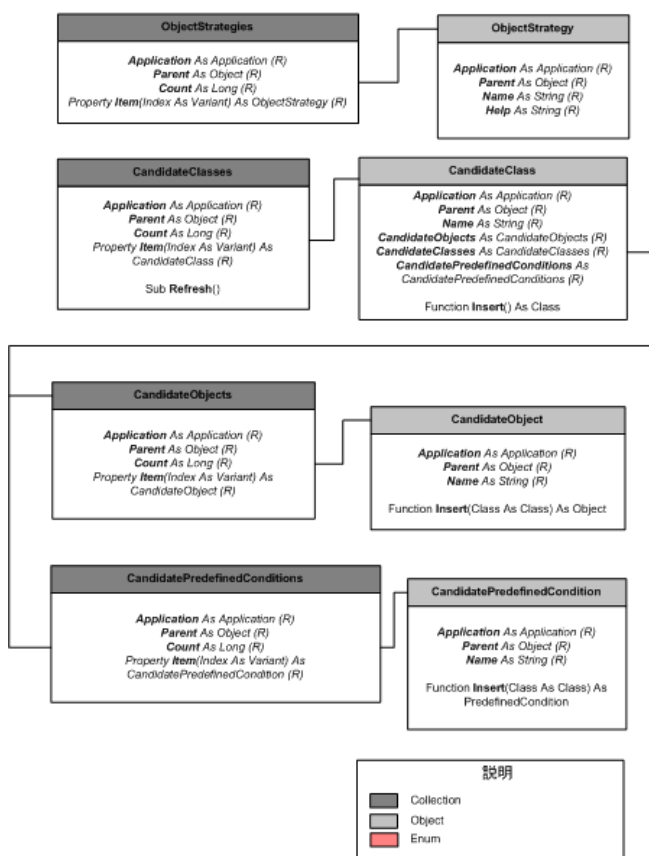 ObjectStrategies
Application As Application (R)
Parent As Object (R)
Count As Long (R)
Property Item(Index As Variant) As ObjectStrategy (R)
ObjectStrategy
Application As Application (R)
Parent As Object (R)
Name As String (R)
Help As String (R)
CandidateClasses
Application As Application (R)
Parent As Object (R)
Count As Long (R)
Property Item(Index As Variant) As
CandidateClass (R)
Sub Refresh()
CandidateClass
Application As Application (R)
Parent As Object (R)
Name As String (R)
CandidateObjects As CandidateObjects (R)
CandidateClasses As CandidateClasses (R)
CandidatePredefinedConditions As
CandidatePredefinedConditions (R)
Function Insert() As Class
CandidateObjects
Application As Application (R)
Parent As Object (R)
Count As Long (R)
Property Item(Index As Variant) As
CandidateObject (R)
CandidateObject
Application As Application (R)
Parent As Object (R)
Name As String (R)
Function Insert(Class As Class) As Object
CandidatePredefinedConditions
Application As Application (R)
Parent As Object (R)
Count As Long (R)
Property Item(Index As Variant) As
CandidatePredefinedCondition (R)
CandidatePredefinedCondition
Application As Application (R)
Parent As Object (R)
Name As String (R)
Function Insert(Class As Class) As
PredefinedCondition
説明
Collection
Object
Enum